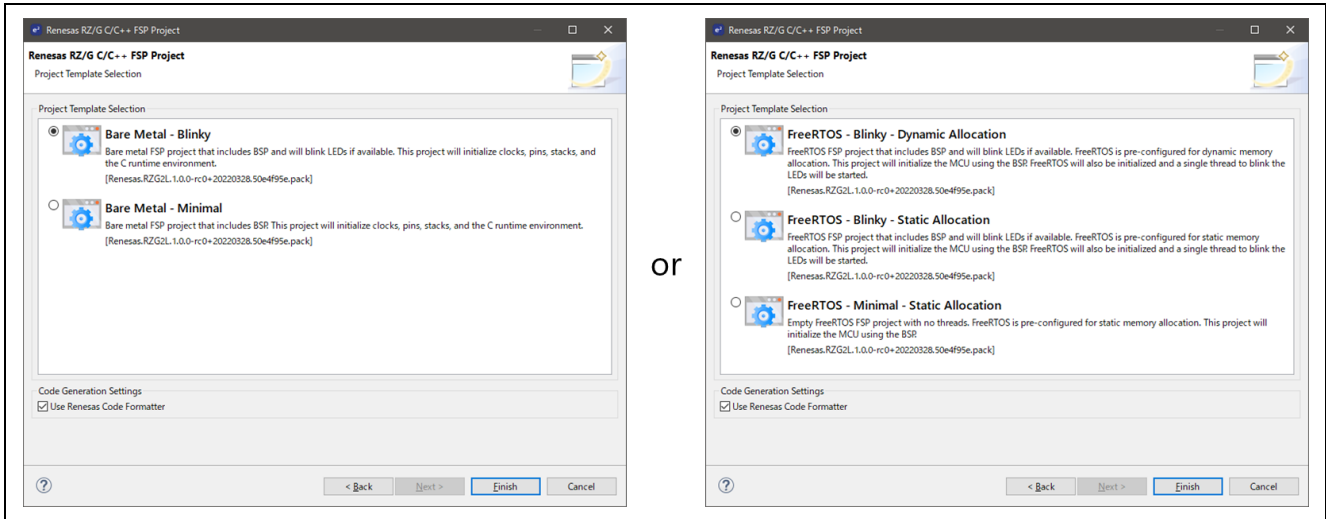 Renesas RZ/G C/C++ FSP Project
Renesas RZ/G C/C++ FSP Project
Project Template Selection
Project Template Selection
Bare Metal - Blinky
Bare metal FSP project that includes BSP and will blink LEDs if available. This project will initialize clocks, pins, stacks, and
the C runtime environment.
[Renesas.RZG2L.1.0.0-rc0+20220328.50e4f95e.pack]
Bare Metal - Minimal
Bare metal FSP project that includes BSP. This project will initialize clocks, pins, stacks, and the C runtime environment.
[Renesas.RZG2L.1.0.0-rc0+20220328.50e4f95e.pack]
Code Generation Settings
Use Renesas Code Formatter
< Back
Next >
Finish
Cancel
or
Renesas RZ/G C/C++ FSP Project
Renesas RZ/G C/C++ FSP Project
Project Template Selection
Project Template Selection
FreeRTOS - Blinky - Dynamic Allocation
FreeRTOS FSP project that includes BSP and will blink LEDs if available. FreeRTOS is pre-configured for dynamic memory
allocation. This project will initialize the MCU using the BSP. FreeRTOS will also be initialized and a single thread to blink the
LEDs will be started.
[Renesas.RZG2L.1.0.0-rc0+20220328.50e4f95e.pack]
FreeRTOS - Blinky - Static Allocation
FreeRTOS FSP project that includes BSP and will blink LEDs if available. FreeRTOS is pre-configured for static memory
allocation. This project will initialize the MCU using the BSP. FreeRTOS will also be initialized and a single thread to blink the
LEDs will be started.
[Renesas.RZG2L.1.0.0-rc0+20220328.50e4f95e.pack]
FreeRTOS - Minimal - Static Allocation
Empty FreeRTOS FSP project with no threads. FreeRTOS is pre-configured for static memory allocation. This project will
initialize the MCU using the BSP.
[Renesas.RZG2L.1.0.0-rc0+20220328.50e4f95e.pack]
Code Generation Settings
Use Renesas Code Formatter
< Back
Next >
Finish
Cancel